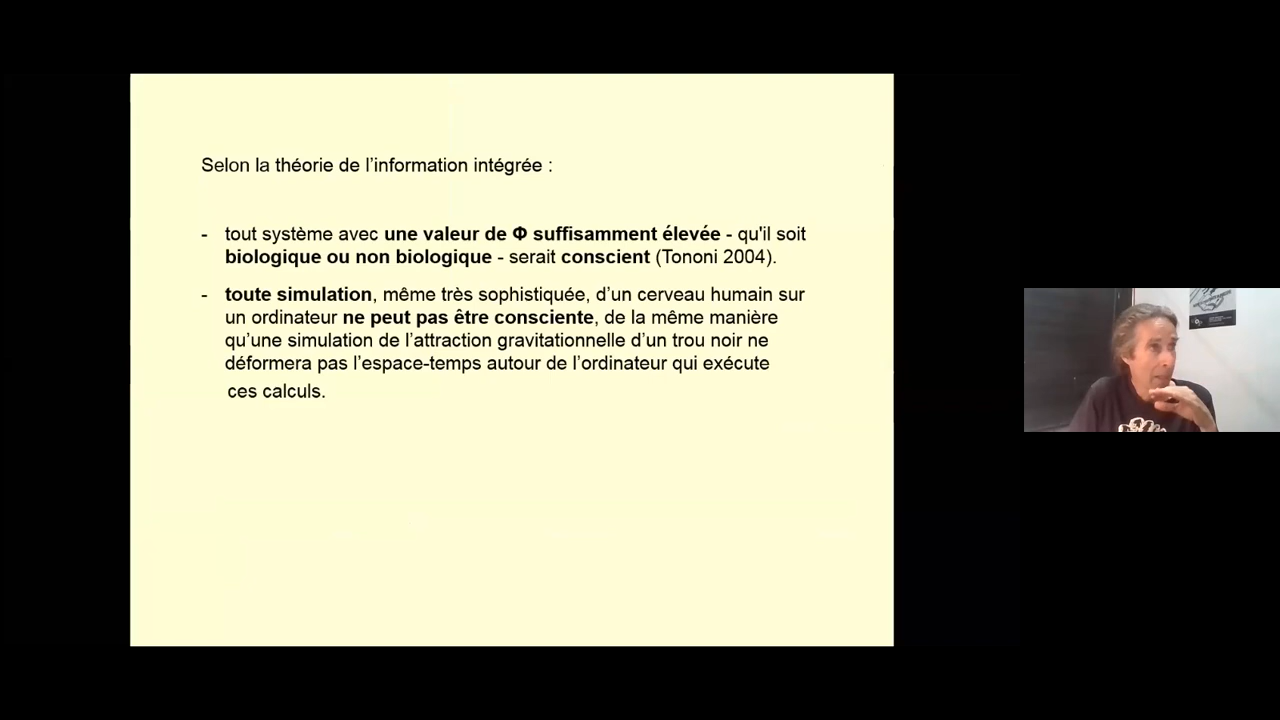 Selon la théorie de l'information intégrée :
- tout système avec une valeur de Φ suffisamment élevée - qu'il soit
biologique ou non biologique - serait conscient (Tononi 2004).
- toute simulation, même très sophistiquée, d'un cerveau humain sur
un ordinateur ne peut pas être consciente, de la même manière
qu'une simulation de l'attraction gravitationnelle d'un trou noir ne
déformera pas l'espace-temps autour de l'ordinateur qui exécute
ces calculs.